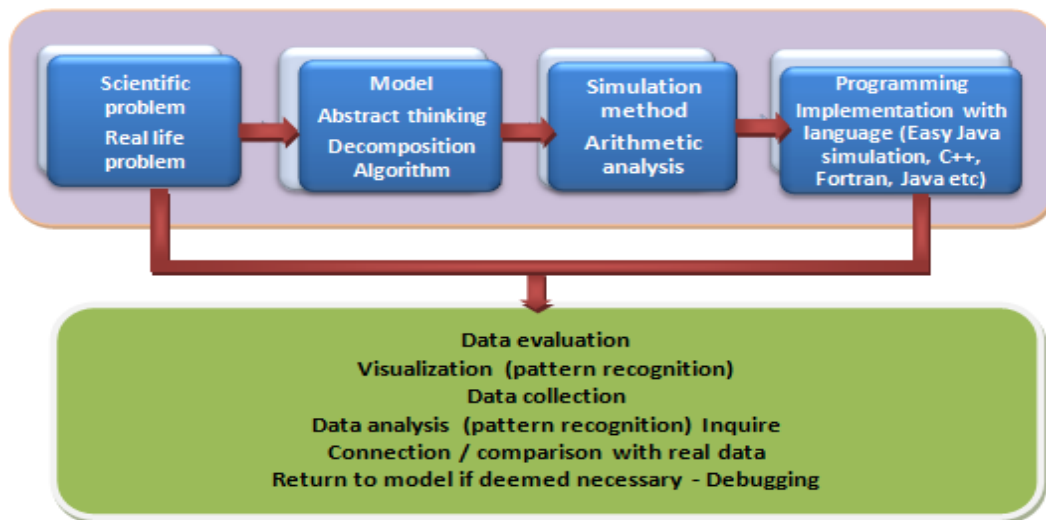 Scientific
problem
Real life
problem
Model
Abstract thinking
Decomposition
Algorithm
Simulation
method
Arithmetic
analysis
Programming
Implementation with
language (Easy Java
simulation, C++,
Fortran, Java etc)
Data evaluation
Visualization (pattern recognition)
Data collection
Data analysis (pattern recognition) Inquire
Connection / comparison with real data
Return to model if deemed necessary - Debugging